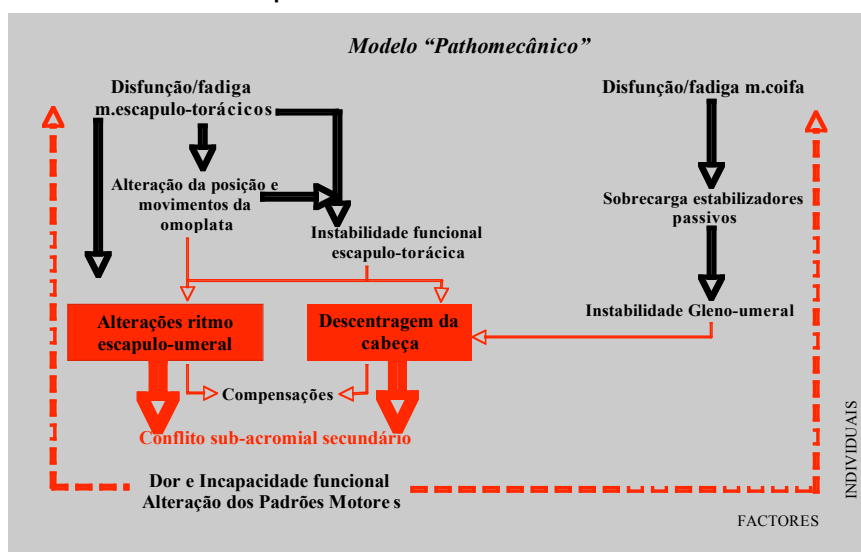 Modelo “Pathomecânico”
Disfunção/fadiga
m.escapulo-torácicos
Disfunção/fadiga m.coifa
Alteração da posição e
movimentos da
omoplata
Instabilidade funcional
escapulo-torácica
Sobrecarga estabilizadores
passivos
Alterações ritmo
escapulo-umeral
Descentragem da
cabeça
Instabilidade Gleno-umeral
Compensações
Conflito sub-acromial secundário
Dor e Incapacidade funcional
Alteração dos Padrões Motore s
FACTORES
INDIVIDUAIS